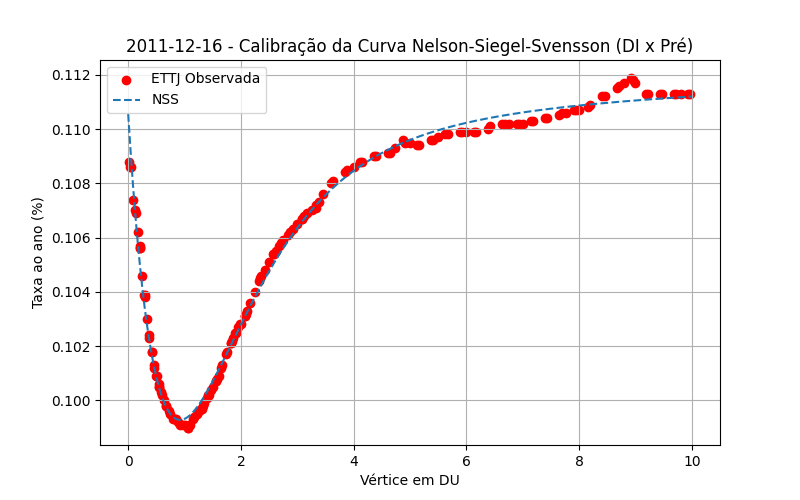 2011-12-16 - Calibração da Curva Nelson-Siegel-Svensson (DI x Pré)
ETTJ Observada
NSS
Taxa ao ano (%)
0.112
0.110
0.108
0.106
0.104
0.102
0.100
0 2 4 6 8 10
Vértice em DU